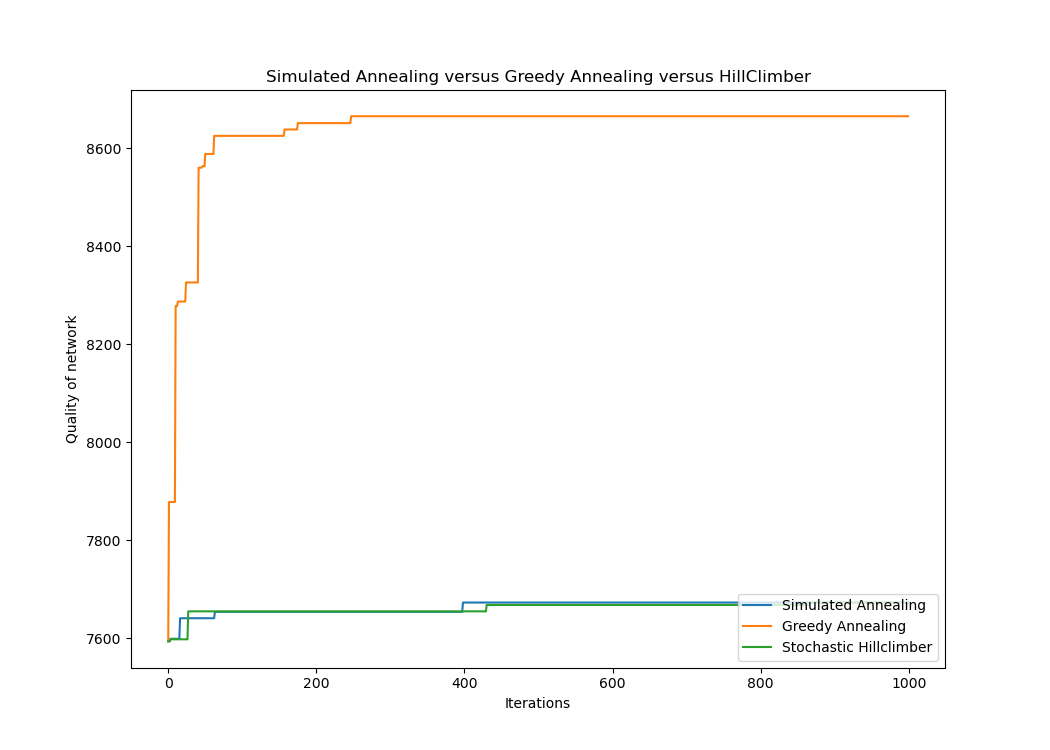 Simulated Annealing versus Greedy Annealing versus HillClimber
Quality of network
8600
8400
8200
8000
7800
7600
0 200 400 600 800 1000
Iterations
Simulated Annealing
Greedy Annealing
Stochastic Hillclimber